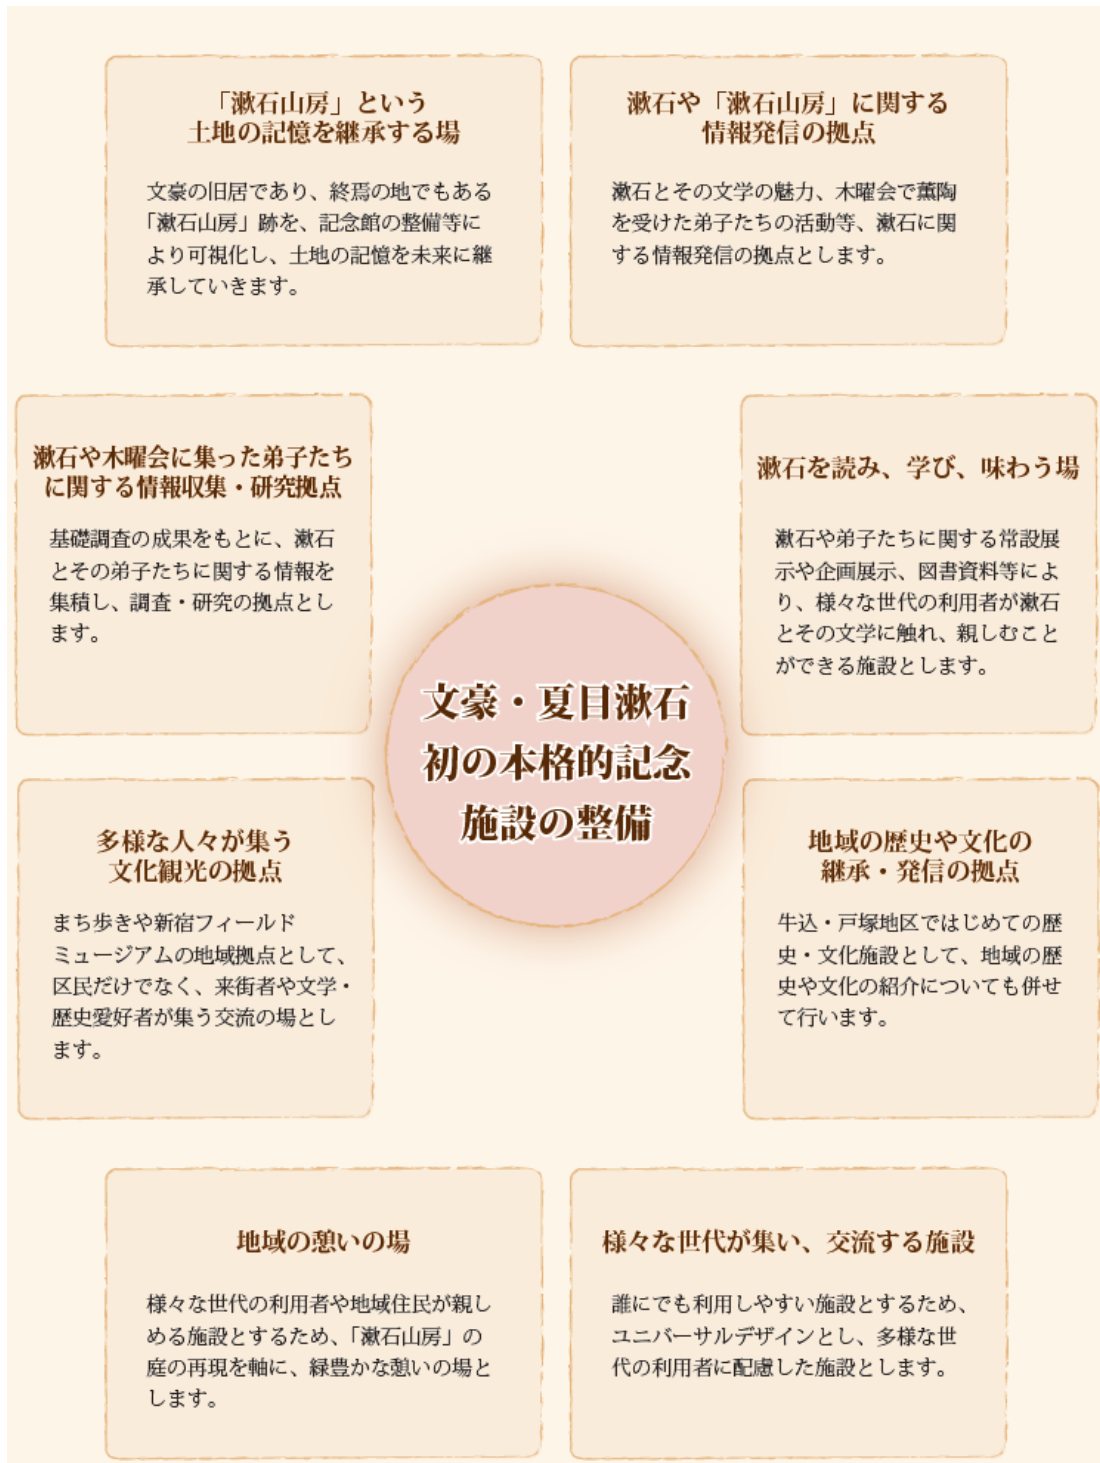 「漱石山房」という
土地の記憶を継承する場
文豪の旧居であり、終焉の地でもある
「漱石山房」跡を、記念館の整備等に
より可視化し、土地の記憶を未来に継
承していきます。
漱石や「漱石山房」に関する
情報発信の拠点
漱石とその文学の魅力、木曜会で薫陶
を受けた弟子たちの活動等、漱石に関
する情報発信の拠点とします。
漱石や木曜会に集った弟子たち
に関する情報収集・研究拠点
基礎調査の成果をもとに、漱石
とその弟子たちに関する情報を
集積し、調査・研究の拠点とし
ます。
漱石を読み、学び、味わう場
漱石や弟子たちに関する常設展
示や企画展示、図書資料等によ
り、様々な世代の利用者が漱石
とその文学に触れ、親しむこと
ができる施設とします。
文豪・夏目漱石
初の本格的記念
施設の整備
多様な人々が集う
文化観光の拠点
まち歩きや新宿フィールド
ミュージアムの地域拠点として、
区民だけでなく、来街者や文学・
歴史愛好者が集う交流の場とし
ます。
地域の歴史や文化の
継承・発信の拠点
牛込・戸塚地区ではじめての歴
史・文化施設として、地域の歴
史や文化の紹介についても併せ
て行います。
地域の憩いの場
様々な世代の利用者や地域住民が親し
める施設とするため、「漱石山房」の
庭の再現を軸に、緑豊かな憩いの場と
します。
様々な世代が集い、交流する施設
誰にでも利用しやすい施設とするため、
ユニバーサルデザインとし、多様な世
代の利用者に配慮した施設とします。